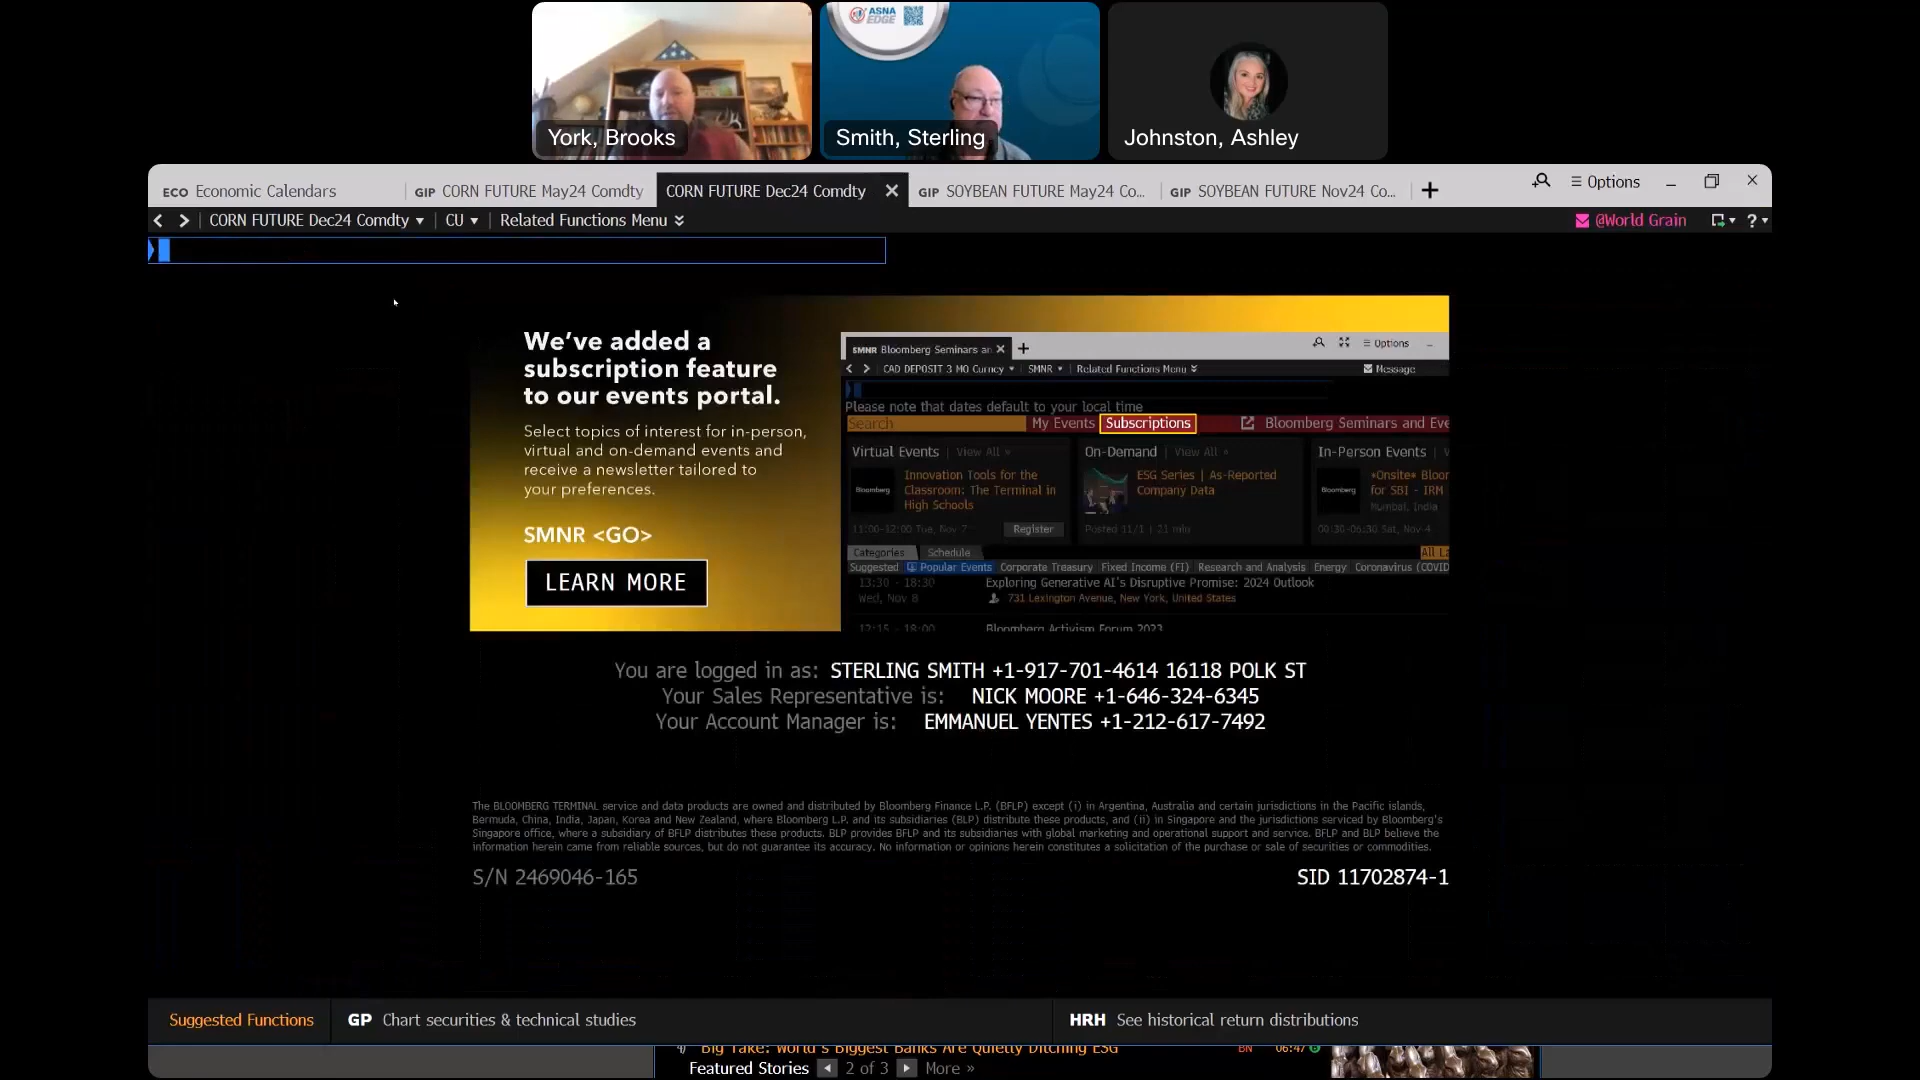 ASNA
EDGE
York, Brooks
Smith, Sterling
Johnston, Ashley
ECO Economic Calendars
GIP CORN FUTURE May24 Comdty
CORN FUTURE Dec24 Comdty
GIP SOYBEAN FUTURE May24 Co...
GIP SOYBEAN FUTURE Nov24 Co...
Options
CORN FUTURE Dec24 Comdty
CU
Related Functions Menu
@World Grain
?
We've added a
subscription feature
to our events portal.
Select topics of interest for in-person,
virtual and on-demand events and
receive a newsletter tailored to
your preferences.
SMNR <GO>
LEARN MORE
SMNR Bloomberg Seminars an
Options
CAD DEPOSIT 3 MO Curncy
SMNR
Related Functions Menu
Message
Please note that dates default to your local time
Search
My Events
Subscriptions
Bloomberg Seminars and Eve
Virtual Events
View All
On-Demand
View All
In-Person Events
V
Bloomberg
Innovation Tools for the
Classroom: The Terminal in
High Schools
ESG Series | As-Reported
Company Data
Bloomberg
*Onsite* Bloor
for SBI - IRM
Mumbai, India
11:00-12:00 Tue, Nov 7
Register
Posted 11/1 | 21 min
00:30-06:30 Sat, Nov 4
Categories
Schedule
All L
Suggested
Popular Events
Corporate Treasury
Fixed Income (FI)
Research and Analysis
Energy
Coronavirus (COVID
13:30 - 18:30
Exploring Generative AI's Disruptive Promise: 2024 Outlook
Wed, Nov 8
731 Lexington Avenue, New York, United States
12:15 - 18:00
Bloomberg Activism Forum 2023
You are logged in as: STERLING SMITH +1-917-701-4614 16118 POLK ST
Your Sales Representative is: NICK MOORE +1-646-324-6345
Your Account Manager is: EMMANUEL YENTES +1-212-617-7492
The BLOOMBERG TERMINAL service and data products are owned and distributed by Bloomberg Finance L.P. (BFLP) except (i) in Argentina, Australia and certain jurisdictions in the Pacific islands,
Bermuda, China, India, Japan, Korea and New Zealand, where Bloomberg L.P. and its subsidiaries (BLP) distribute these products, and (ii) in Singapore and the jurisdictions serviced by Bloomberg's
Singapore office, where a subsidiary of BFLP distributes these products. BLP provides BFLP and its subsidiaries with global marketing and operational support and service. BFLP and BLP believe the
information herein came from reliable sources, but do not guarantee its accuracy. No information or opinions herein constitutes a solicitation of the purchase or sale of securities or commodities.
S/N 2469046-165
SID 11702874-1
Suggested Functions
GP Chart securities & technical studies
HRH See historical return distributions
Big Take: World's Biggest Banks Are Quietly Ditching ESG
BN
06:47
Featured Stories
2 of 3
More »